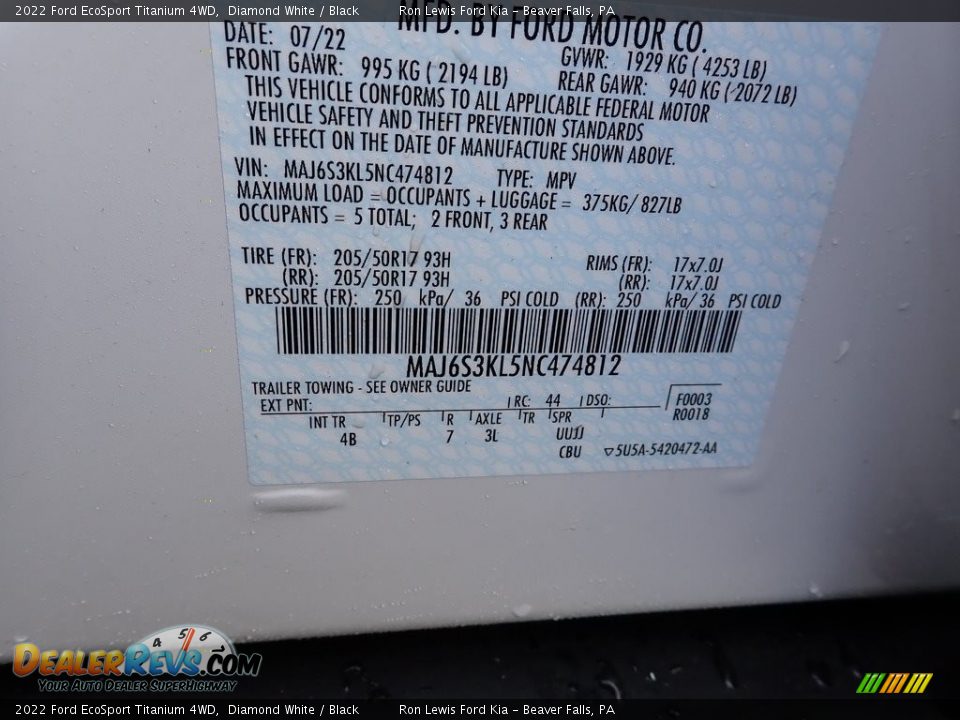 2022 Ford EcoSport Titanium 4WD, Diamond White / Black Ron Lewis Ford Kia - Beaver Falls, PA
MFD. BY FORD MOTOR CO.
DATE: 07/22 GVWR: 1929 KG ( 4253 LB)
FRONT GAWR: 995 KG ( 2194 LB) REAR GAWR: 940 KG ( 2072 LB)
THIS VEHICLE CONFORMS TO ALL APPLICABLE FEDERAL MOTOR
VEHICLE SAFETY AND THEFT PREVENTION STANDARDS
IN EFFECT ON THE DATE OF MANUFACTURE SHOWN ABOVE.
VIN: MAJ6S3KL5NC474812 TYPE: MPV
MAXIMUM LOAD = OCCUPANTS + LUGGAGE = 375KG/ 827LB
OCCUPANTS = 5 TOTAL; 2 FRONT, 3 REAR
TIRE (FR): 205/50R17 93H RIMS (FR): 17x7.0J
(RR): 205/50R17 93H (RR): 17x7.0J
PRESSURE (FR): 250 kPa/ 36 PSI COLD (RR): 250 kPa/ 36 PSI COLD
MAJ6S3KL5NC474812
TRAILER TOWING - SEE OWNER GUIDE
EXT PNT: RC: 44 DSO: F0003
R0018
INT TR TP/PS R AXLE TR SPR
4B 7 3L UUJJ
CBU ▽5U5A-5420472-AA
4 5 6
DEALERREVS.COM
YOUR AUTO DEALER SUPERHIGHWAY
2022 Ford EcoSport Titanium 4WD, Diamond White / Black Ron Lewis Ford Kia - Beaver Falls, PA